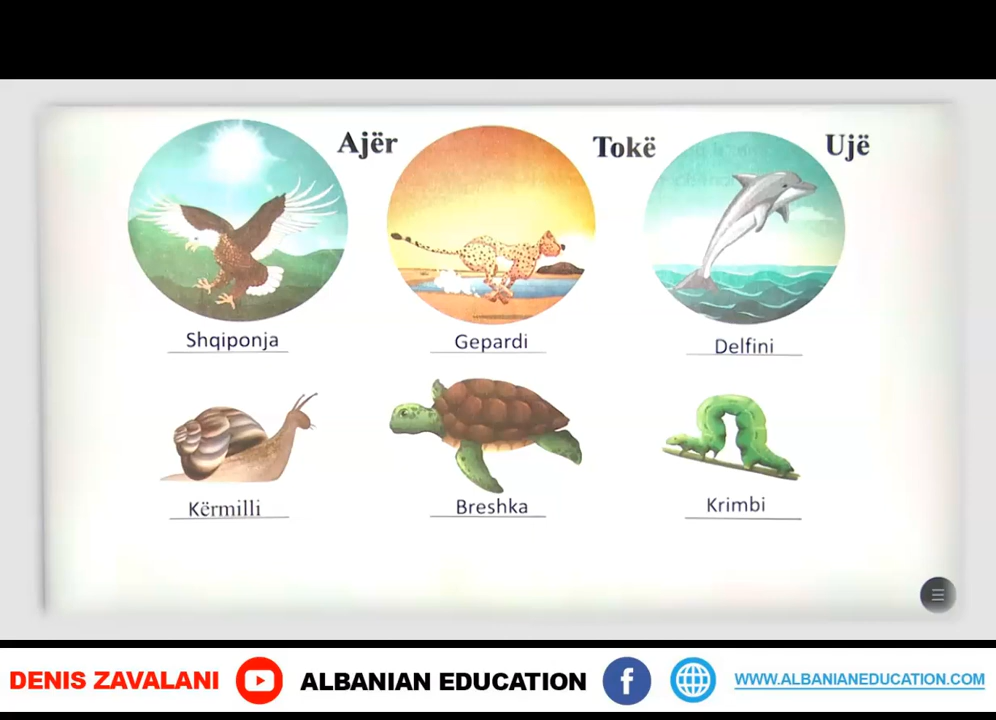 Ajër
Tokë
Ujë
Shqiponja
Gepardi
Delfini
Kërmilli
Breshka
Krimbi
DENIS ZAVALANI
ALBANIAN EDUCATION
WWW.ALBANIANEDUCATION.COM